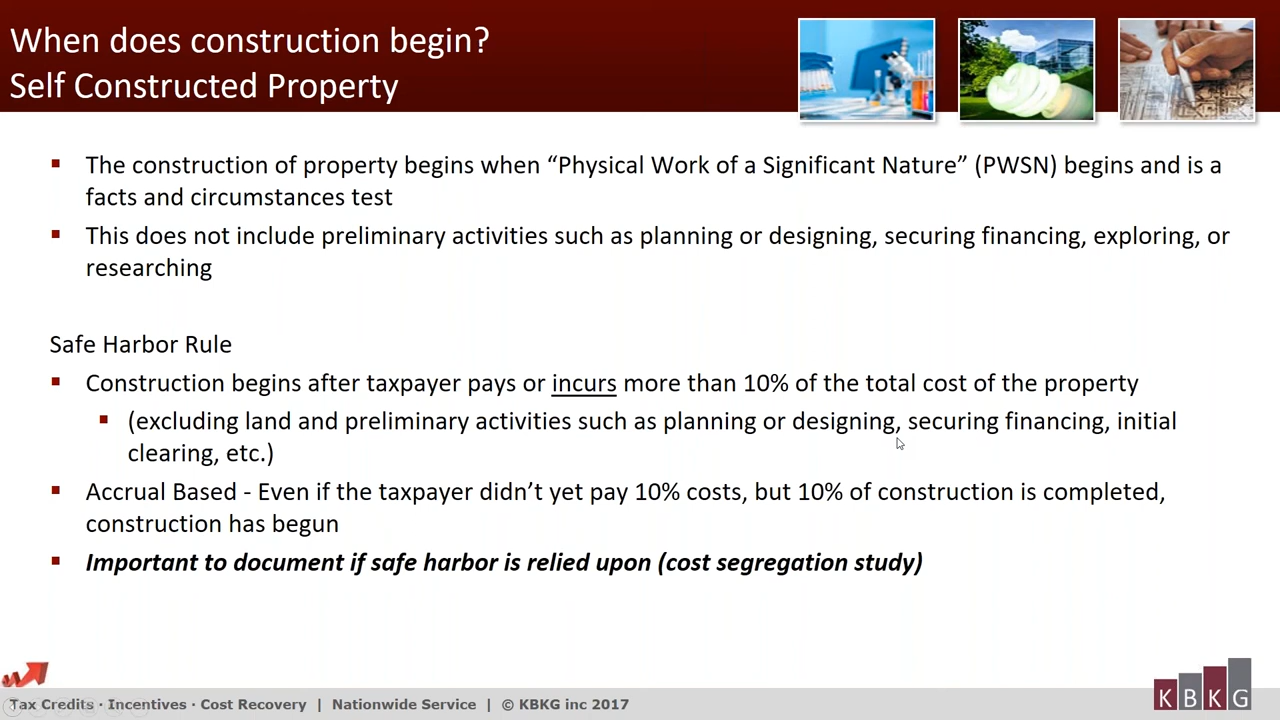 When does construction begin?
Self Constructed Property
▪ The construction of property begins when “Physical Work of a Significant Nature” (PWSN) begins and is a
facts and circumstances test
▪ This does not include preliminary activities such as planning or designing, securing financing, exploring, or
researching
Safe Harbor Rule
▪ Construction begins after taxpayer pays or incurs more than 10% of the total cost of the property
▪ (excluding land and preliminary activities such as planning or designing, securing financing, initial
clearing, etc.)
▪ Accrual Based - Even if the taxpayer didn’t yet pay 10% costs, but 10% of construction is completed,
construction has begun
▪ Important to document if safe harbor is relied upon (cost segregation study)
Tax Credits · Incentives · Cost Recovery | Nationwide Service | © KBKG inc 2017
KBKG